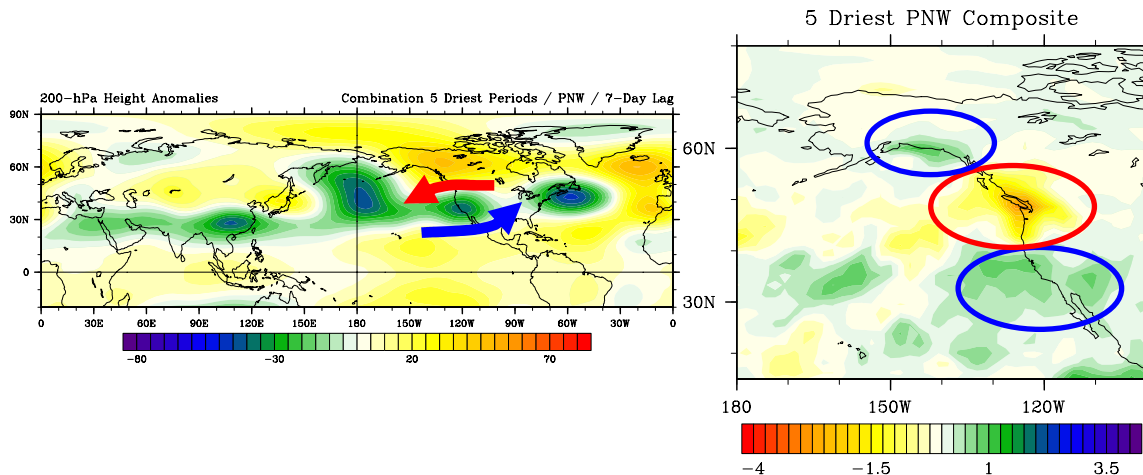 5 Driest PNW Composite
200-hPa Height Anomalies
Combination 5 Driest Periods / PNW / 7-Day Lag
90N
60N
30N
0
0 30E 60E 90E 120E 150E 180 150W 120W 90W 60W 30W 0
-80 -30 20 70
60N
30N
180 150W 120W
-4 -1.5 1 3.5